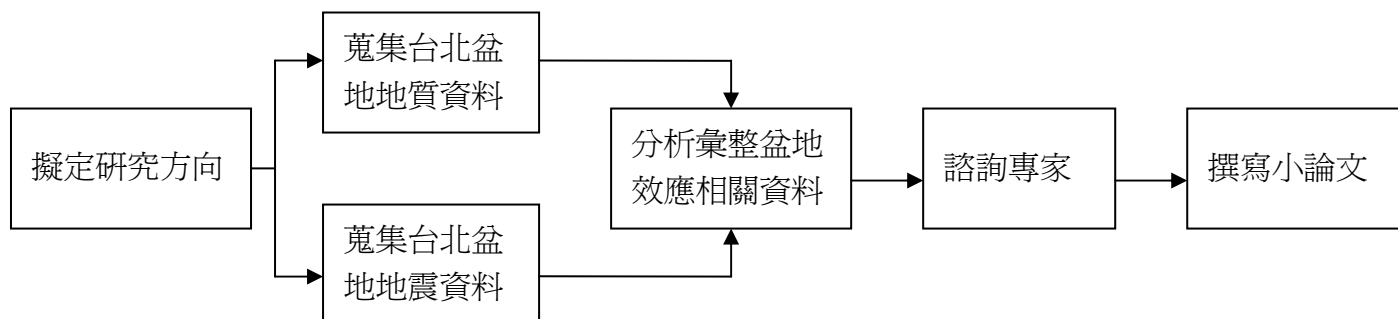 擬定研究方向
蒐集台北盆
地地質資料
蒐集台北盆
地地震資料
分析彙整盆地
效應相關資料
諮詢專家
撰寫小論文